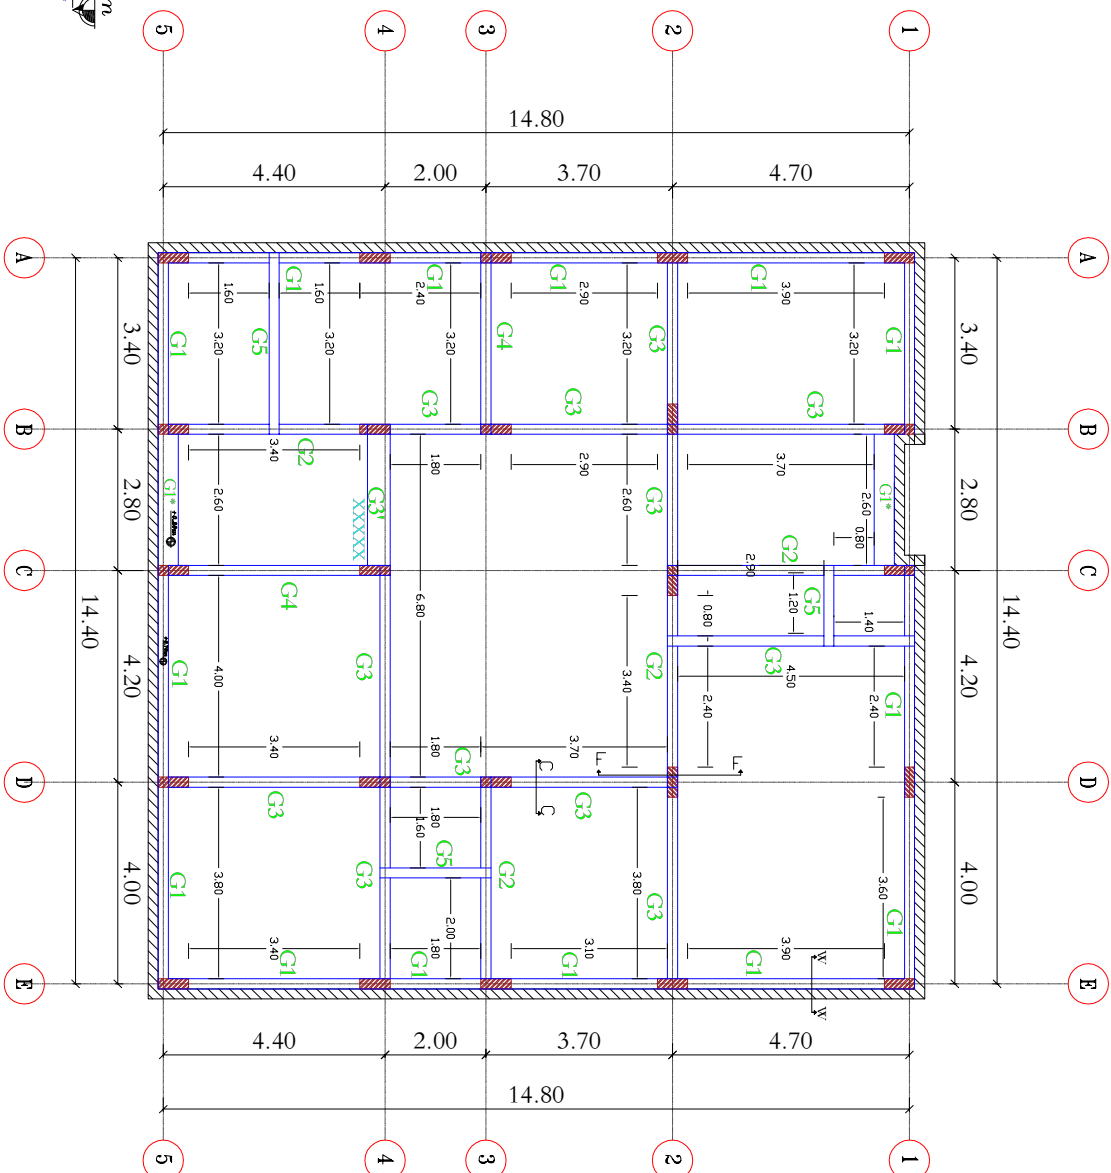 n
5
4
3
2
1
14.80
4.40
2.00
3.70
4.70
A
A
G1
G1
G1
G1
1.60
1.60
2.40
2.90
3.90
3.40
G1
3.20
G5
3.20
3.20
G4
3.20
G3
3.20
G1
3.40
G3
G3
G3
B
B
3.40
G2
1.80
2.90
3.70
2.80
G1*
2.60
G3'
XXXXX
2.60
G3
2.60
G1*
2.80
0.80
G2
2.90
C
C
G4
6.80
0.80
1.20
G5
1.40
14.40
14.40
G3
4.20
G1
4.00
G3
3.40
G2
4.50
2.40
2.40
G1
4.20
3.40
1.80
G3
3.70
F
F
C
C
D
D
G3
1.80
1.60
G3
G5
4.00
G1
3.80
G3
G2
3.80
G3
3.60
G1
4.00
2.00
3.40
G1
1.80
G1
3.10
G1
3.90
G1
W
W
E
E
4.40
2.00
3.70
4.70
14.80
5
4
3
2
1